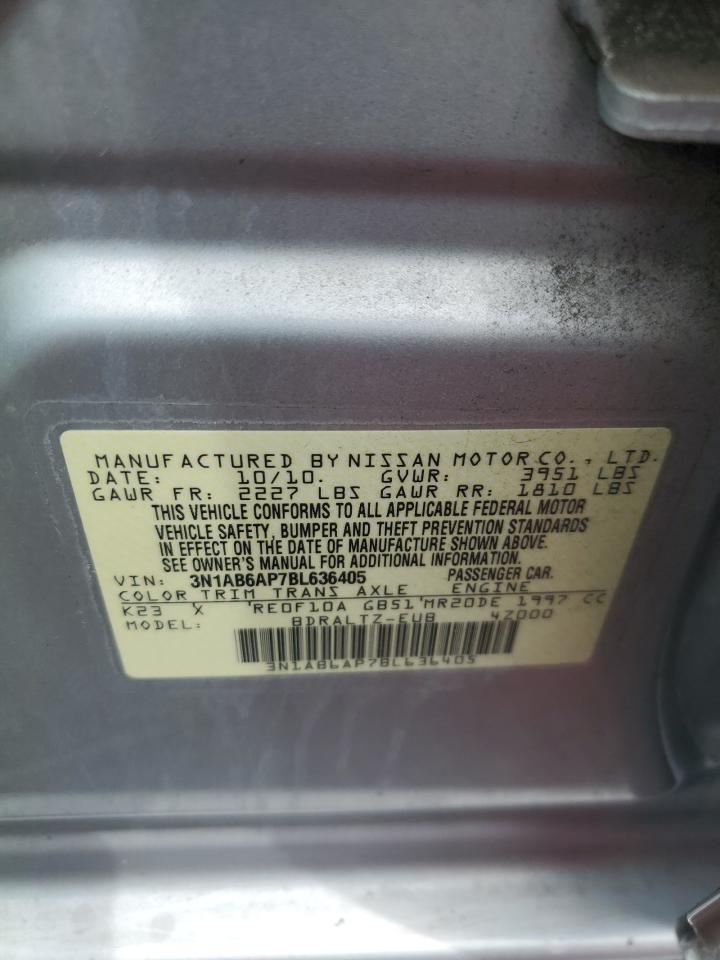 MANUFACTURED BY NISSAN MOTOR CO., LTD.
DATE: 10/10. GVWR: 3951 LBS
GAWR FR: 2227 LBS GAWR RR: 1810 LBS
THIS VEHICLE CONFORMS TO ALL APPLICABLE FEDERAL MOTOR
VEHICLE SAFETY, BUMPER AND THEFT PREVENTION STANDARDS
IN EFFECT ON THE DATE OF MANUFACTURE SHOWN ABOVE.
SEE OWNER'S MANUAL FOR ADDITIONAL INFORMATION.
VIN: 3N1AB6AP7BL636405 PASSENGER CAR.
COLOR TRIM TRANS AXLE ENGINE
K23 X 'RE0F10A GB51'MR20DE 1997 CC
MODEL: BDRALTZ-EUB 4Z000
3N1AB6AP7BL636405